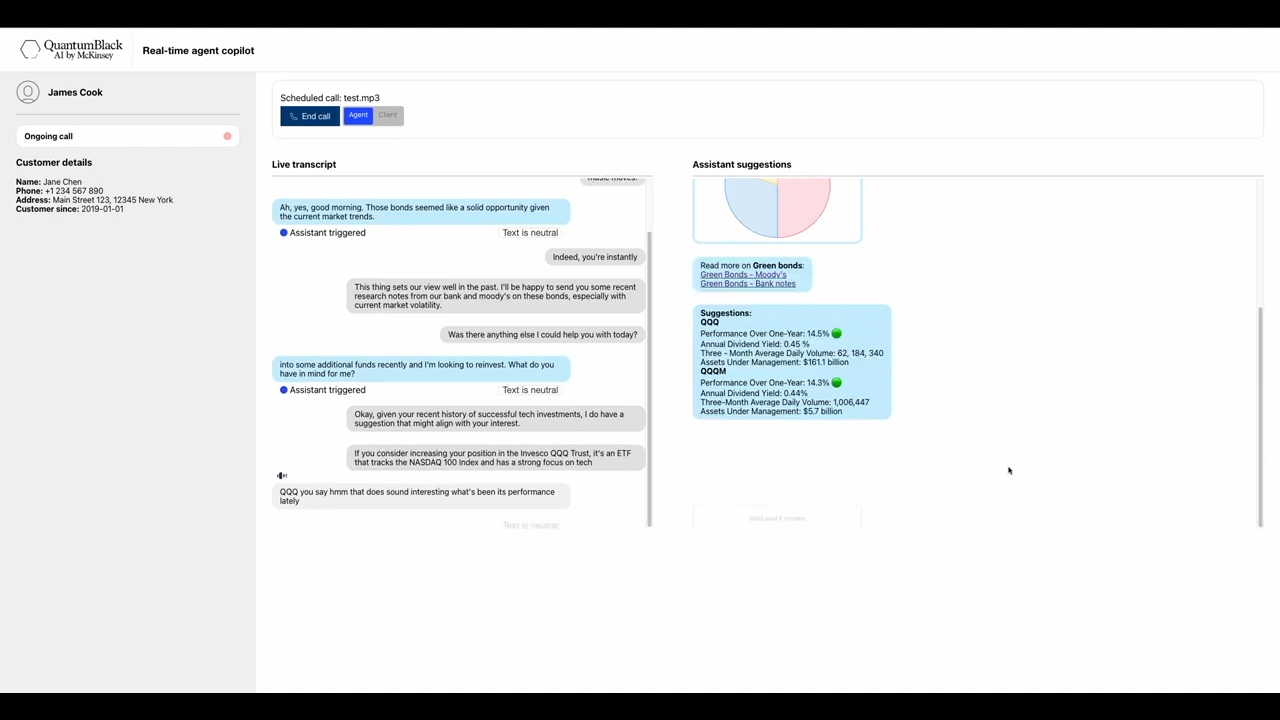 QuantumBlack
AI by McKinsey
Real-time agent copilot
James Cook
Ongoing call
Customer details
Name: Jane Chen
Phone: +1 234 567 890
Address: Main Street 123, 12345 New York
Customer since: 2019-01-01
Scheduled call: test.mp3
End call
Agent
Client
Live transcript
music moves.
Ah, yes, good morning. Those bonds seemed like a solid opportunity given
the current market trends.
Assistant triggered
Text is neutral
Indeed, you're instantly
This thing sets our view well in the past. I'll be happy to send you some recent
research notes from our bank and moody's on these bonds, especially with
current market volatility.
Was there anything else I could help you with today?
into some additional funds recently and I'm looking to reinvest. What do you
have in mind for me?
Assistant triggered
Text is neutral
Okay, given your recent history of successful tech investments, I do have a
suggestion that might align with your interest.
If you consider increasing your position in the Invesco QQQ Trust, it's an ETF
that tracks the NASDAQ 100 Index and has a strong focus on tech
QQQ you say hmm that does sound interesting what's been its performance
lately
Text is neutral
Assistant suggestions
Read more on Green bonds:
Green Bonds - Moody's
Green Bonds - Bank notes
Suggestions:
QQQ
Performance Over One-Year: 14.5%
Annual Dividend Yield: 0.45 %
Three - Month Average Daily Volume: 62, 184, 340
Assets Under Management: $161.1 billion
QQQM
Performance Over One-Year: 14.3%
Annual Dividend Yield: 0.44%
Three-Month Average Daily Volume: 1,006,447
Assets Under Management: $5.7 billion